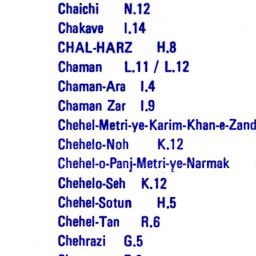 Chaichi N.12
Chakave I.14
CHAL-HARZ H.8
Chaman L.11 / L.12
Chaman-Ara I.4
Chaman Zar I.9
Chehel-Metri-ye-Karim-Khan-e-Zand
Chehelo-Noh K.12
Chehel-o-Panj-Metri-ye-Narmak
Chehelo-Seh K.12
Chehel-Sotun H.5
Chehel-Tan R.6
Chehrazi G.5